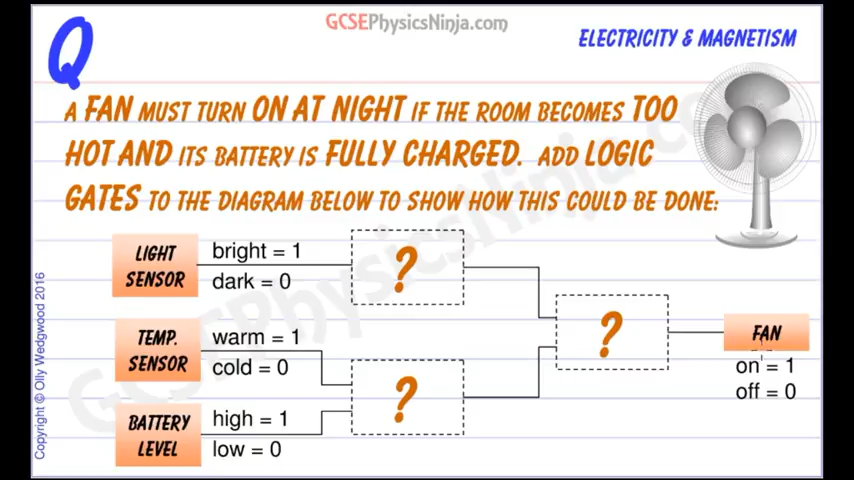 GCSEPhysicsNinja.com
Q
ELECTRICITY & MAGNETISM
A FAN MUST TURN ON AT NIGHT IF THE ROOM BECOMES TOO
HOT AND ITS BATTERY IS FULLY CHARGED. ADD LOGIC
GATES TO THE DIAGRAM BELOW TO SHOW HOW THIS COULD BE DONE:
LIGHT
SENSOR
bright = 1
dark = 0
?
TEMP.
SENSOR
warm = 1
cold = 0
?
FAN
on = 1
off = 0
BATTERY
LEVEL
high = 1
low = 0
?
Copyright © Olly Wedgwood 2016
GCSEPhysicsNinja.com